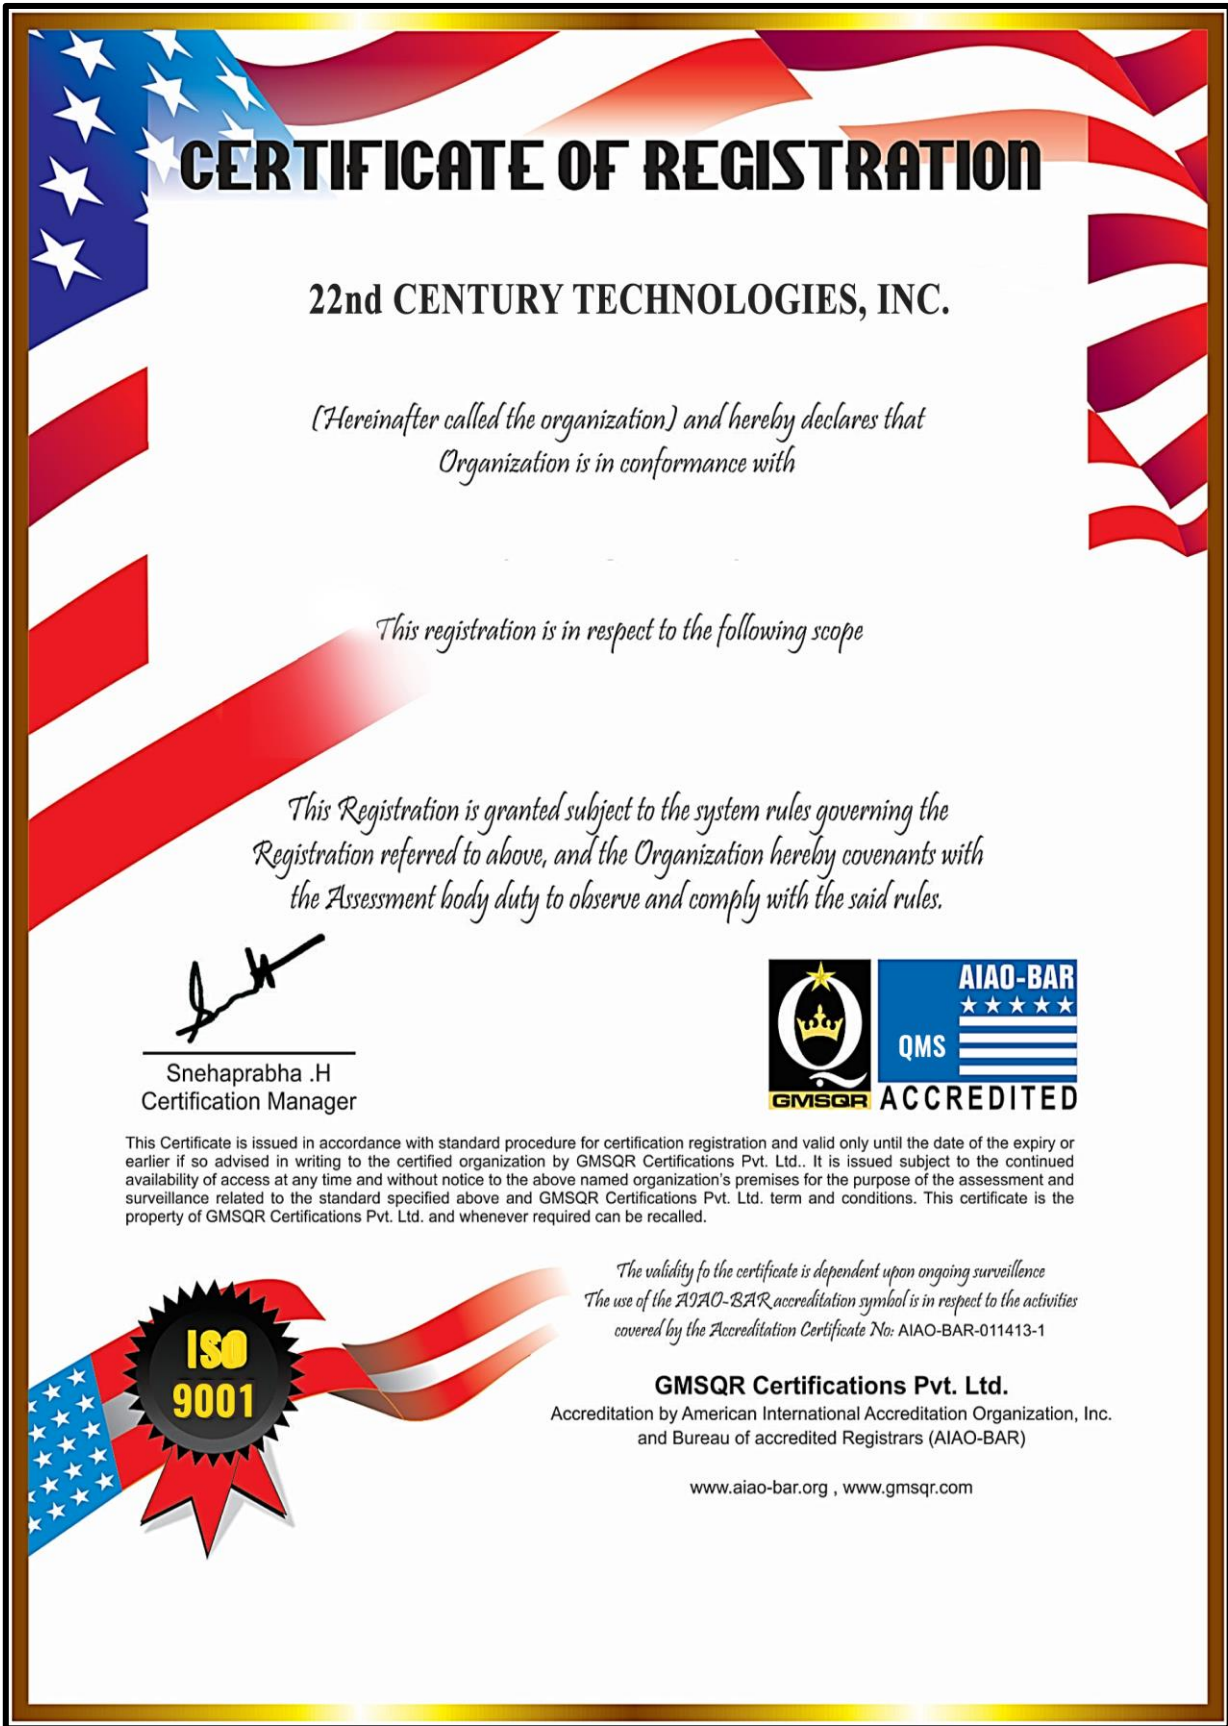 CERTIFICATE OF REGISTRATION
22nd CENTURY TECHNOLOGIES, INC.
(Hereinafter called the organization) and hereby declares that
Organization is in conformance with
This registration is in respect to the following scope
This Registration is granted subject to the system rules governing the
Registration referred to above, and the Organization hereby covenants with
the Assessment body duty to observe and comply with the said rules.
Snehaprabha .H
Certification Manager
Q
GMSQR
AIAO-BAR
QMS
ACCREDITED
This Certificate is issued in accordance with standard procedure for certification registration and valid only until the date of the expiry or
earlier if so advised in writing to the certified organization by GMSQR Certifications Pvt. Ltd.. It is issued subject to the continued
availability of access at any time and without notice to the above named organization's premises for the purpose of the assessment and
surveillance related to the standard specified above and GMSQR Certifications Pvt. Ltd. term and conditions. This certificate is the
property of GMSQR Certifications Pvt. Ltd. and whenever required can be recalled.
The validity fo the certificate is dependent upon ongoing surveillence
The use of the AIAO-BAR accreditation symbol is in respect to the activities
covered by the Accreditation Certificate No: AIAO-BAR-011413-1
ISO
9001
GMSQR Certifications Pvt. Ltd.
Accreditation by American International Accreditation Organization, Inc.
and Bureau of accredited Registrars (AIAO-BAR)
www.aiao-bar.org , www.gmsqr.com